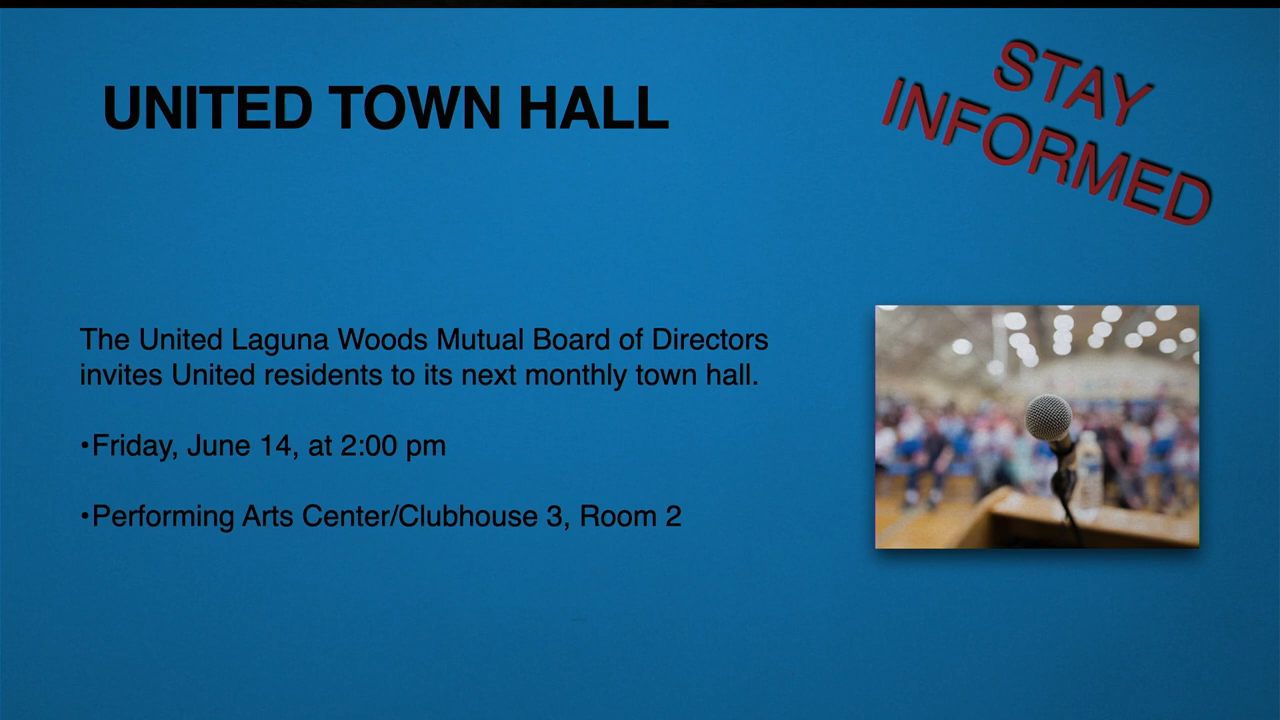 UNITED TOWN HALL
STAY
INFORMED
The United Laguna Woods Mutual Board of Directors
invites United residents to its next monthly town hall.
•Friday, June 14, at 2:00 pm
•Performing Arts Center/Clubhouse 3, Room 2